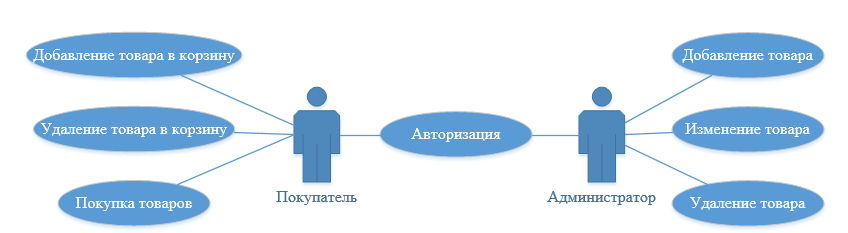 Добавление товара в корзину
Добавление товара
Удаление товара в корзину
Авторизация
Изменение товара
Покупка товаров
Покупатель
Администратор
Удаление товара